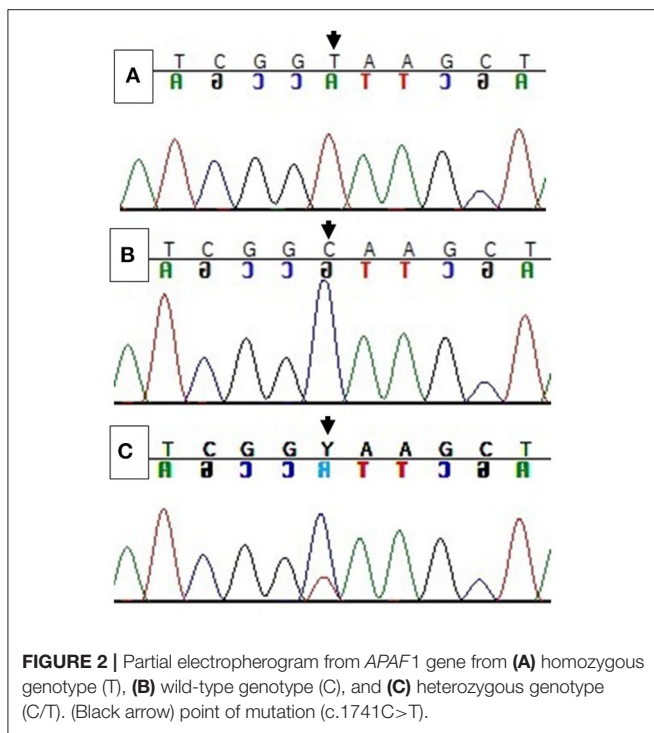 T C G G T A A G C T
A
A G C C A T T C G A
T C G G C A A G C T
B
A G C C G T T C G A
T C G G Y A A G C T
C
A G C C R T T C G A
FIGURE 2 | Partial electropherogram from APAF1 gene from (A) homozygous
genotype (T), (B) wild-type genotype (C), and (C) heterozygous genotype
(C/T). (Black arrow) point of mutation (c.1741C>T).